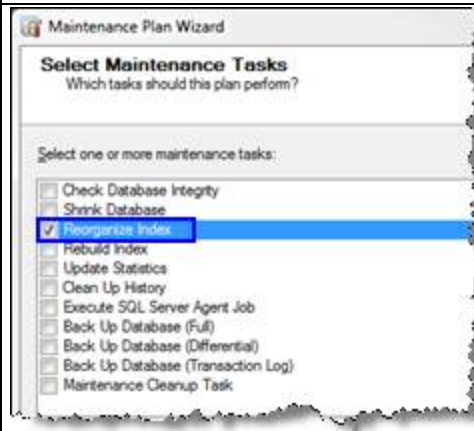 Maintenance Plan Wizard
Select Maintenance Tasks
Which tasks should this plan perform?
Select one or more maintenance tasks:
Check Database Integrity
Shrink Database
Reorganize Index
Rebuild Index
Update Statistics
Clean Up History
Execute SQL Server Agent Job
Back Up Database (Full)
Back Up Database (Differential)
Back Up Database (Transaction Log)
Maintenance Cleanup Task